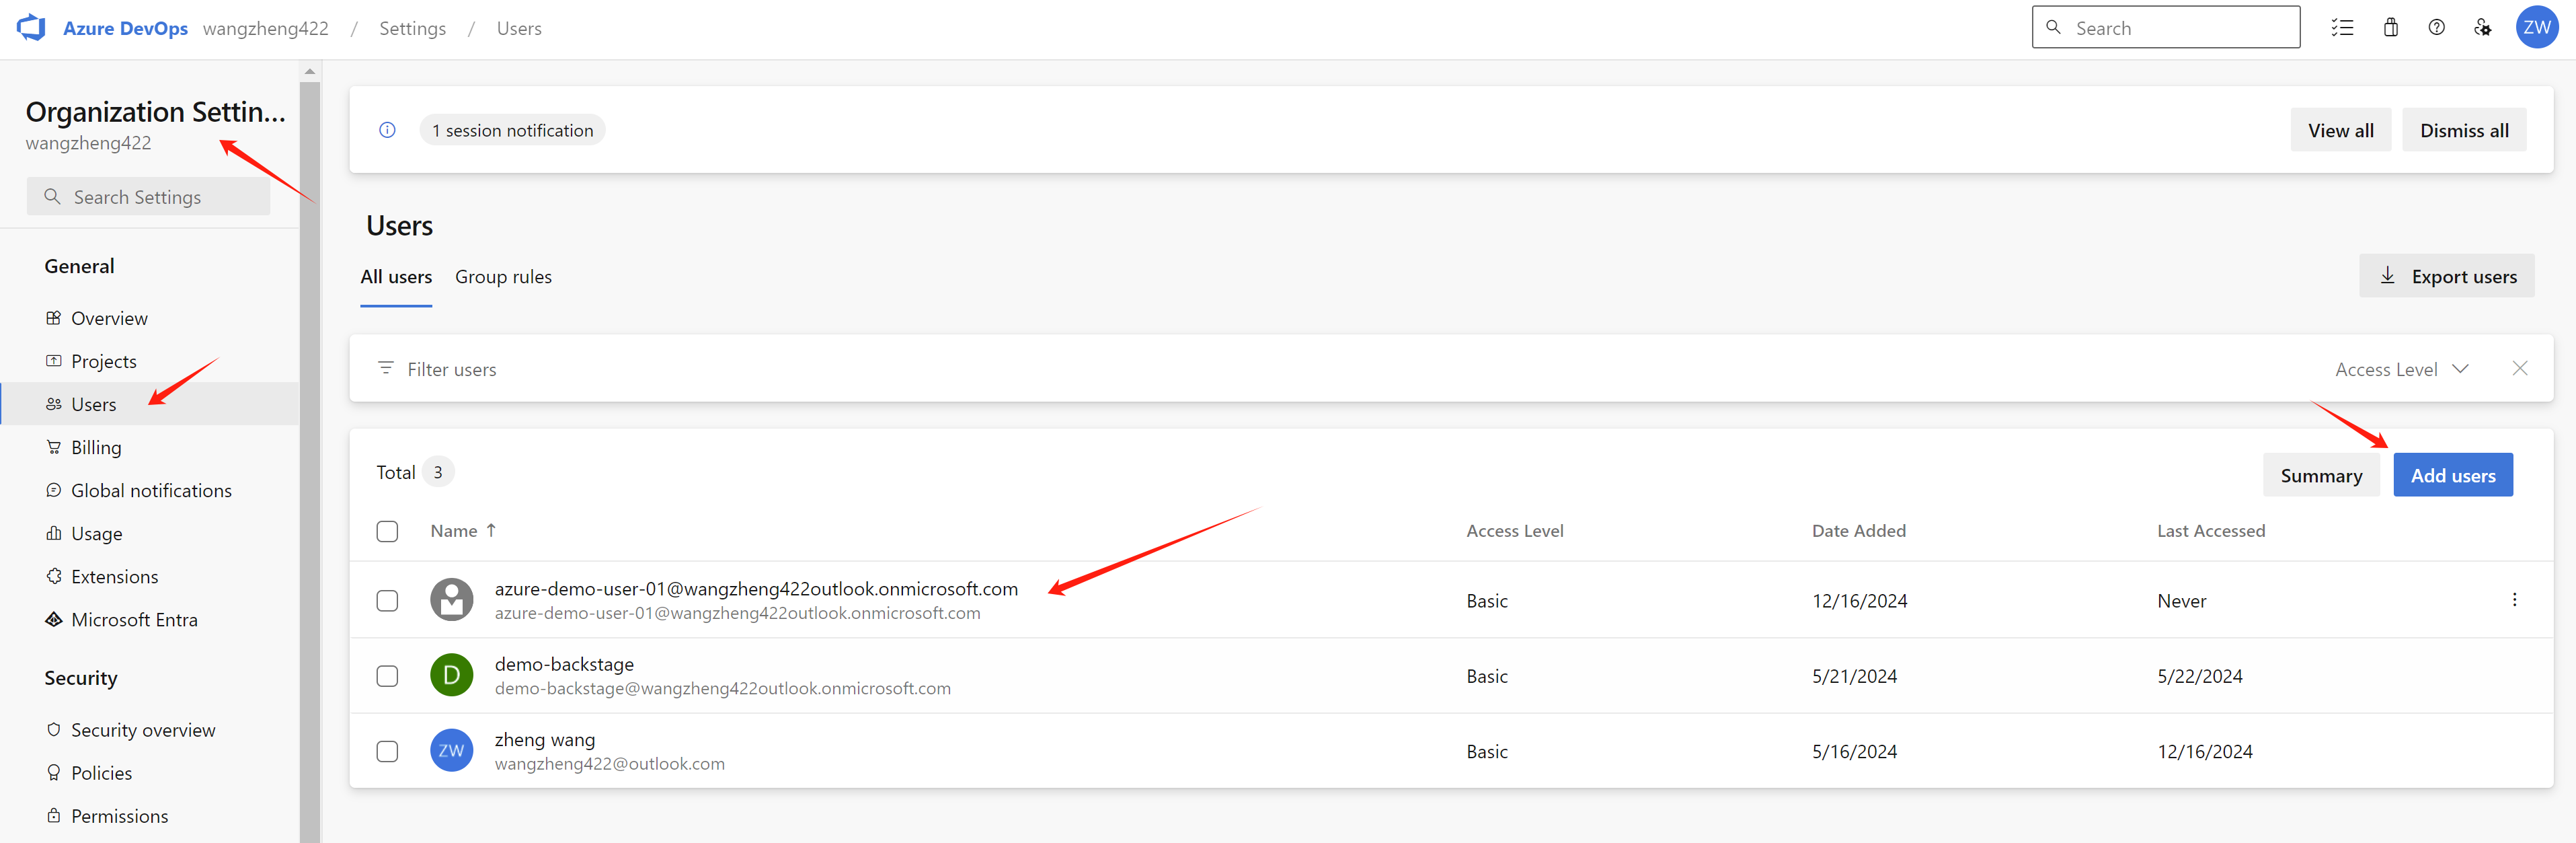 Azure DevOps wangzheng422 / Settings / Users
Search
ZW
Organization Settin...
wangzheng422
Search Settings
General
Overview
Projects
Users
Billing
Global notifications
Usage
Extensions
Microsoft Entra
Security
Security overview
Policies
Permissions
1 session notification
View all
Dismiss all
Users
All users
Group rules
Export users
Filter users
Access Level
Total 3
Summary
Add users
Name ↑ Access Level Date Added Last Accessed
azure-demo-user-01@wangzheng422outlook.onmicrosoft.com
azure-demo-user-01@wangzheng422outlook.onmicrosoft.com
Basic 12/16/2024 Never
D
demo-backstage
demo-backstage@wangzheng422outlook.onmicrosoft.com
Basic 5/21/2024 5/22/2024
ZW
zheng wang
wangzheng422@outlook.com
Basic 5/16/2024 12/16/2024